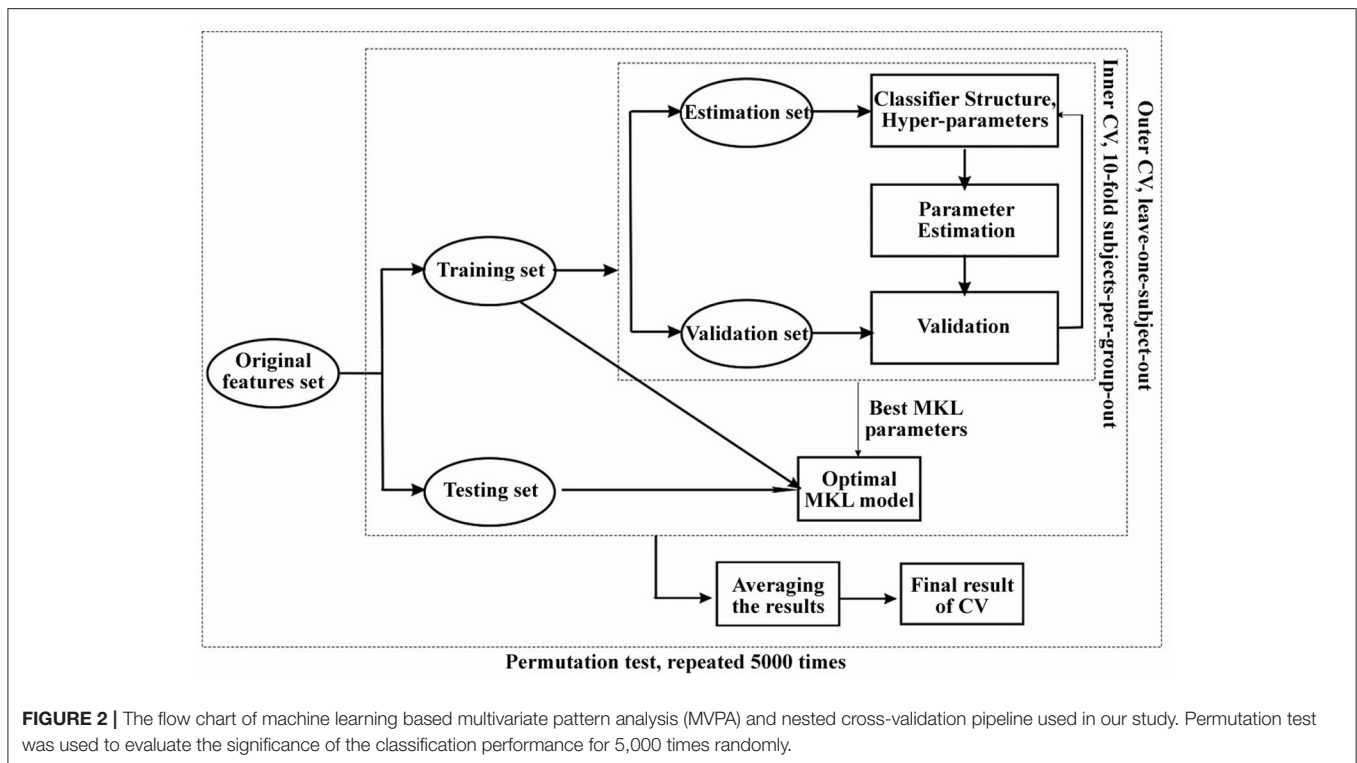 Estimation set
Classifier Structure,
Hyper-parameters
Parameter
Estimation
Validation set
Validation
Inner CV, 10-fold subjects-per-group-out
Outer CV, leave-one-subject-out
Training set
Original
features set
Testing set
Best MKL
parameters
Optimal
MKL model
Averaging
the results
Final result
of CV
Permutation test, repeated 5000 times
FIGURE 2 | The flow chart of machine learning based multivariate pattern analysis (MVPA) and nested cross-validation pipeline used in our study. Permutation test
was used to evaluate the significance of the classification performance for 5,000 times randomly.